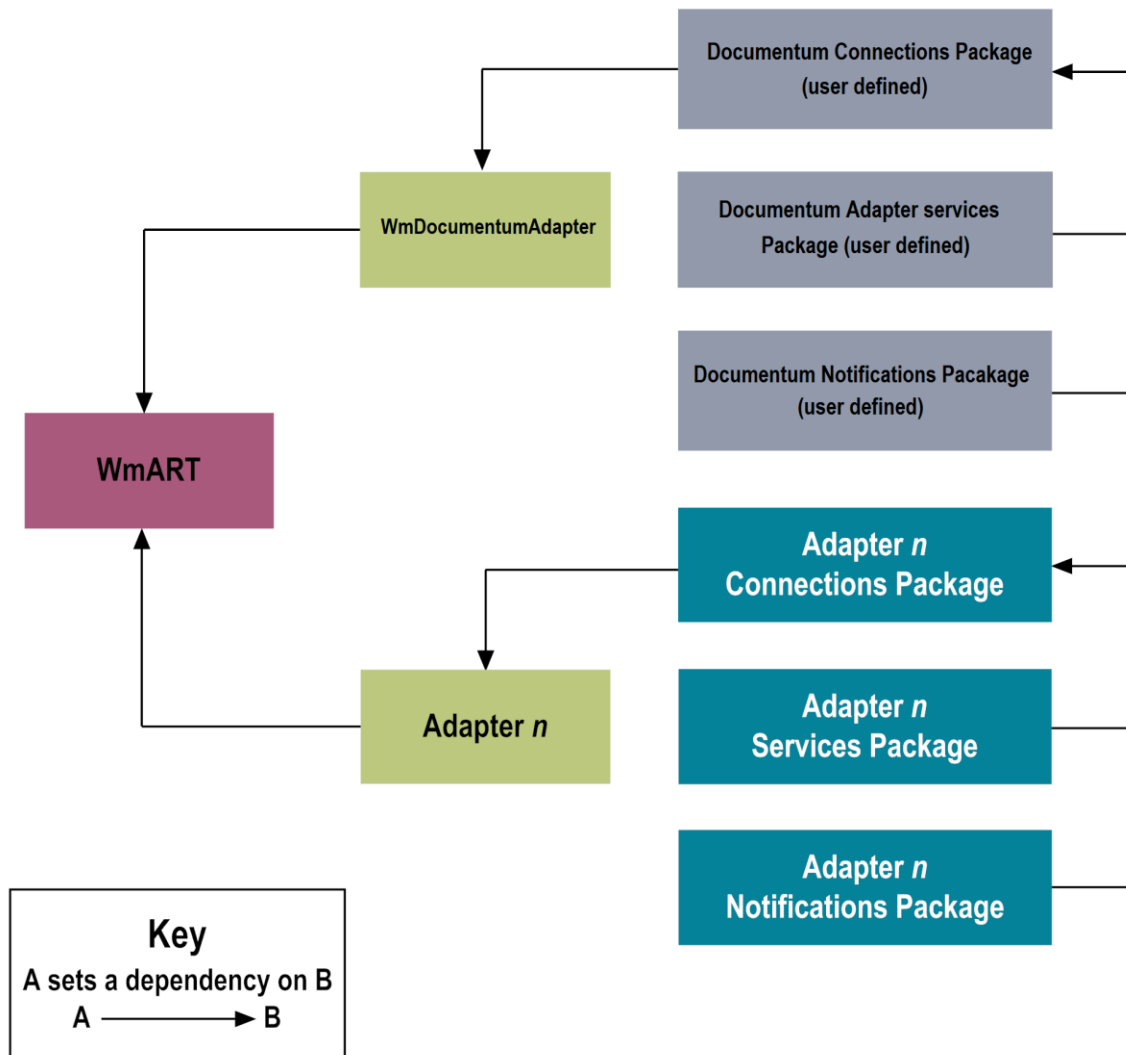 Documentum Connections Package
(user defined)
WmDocumentumAdapter
Documentum Adapter services
Package (user defined)
Documentum Notifications Pacakage
(user defined)
WmART
Adapter n
Connections Package
Adapter n
Adapter n
Services Package
Adapter n
Notifications Package
Key
A sets a dependency on B
A B